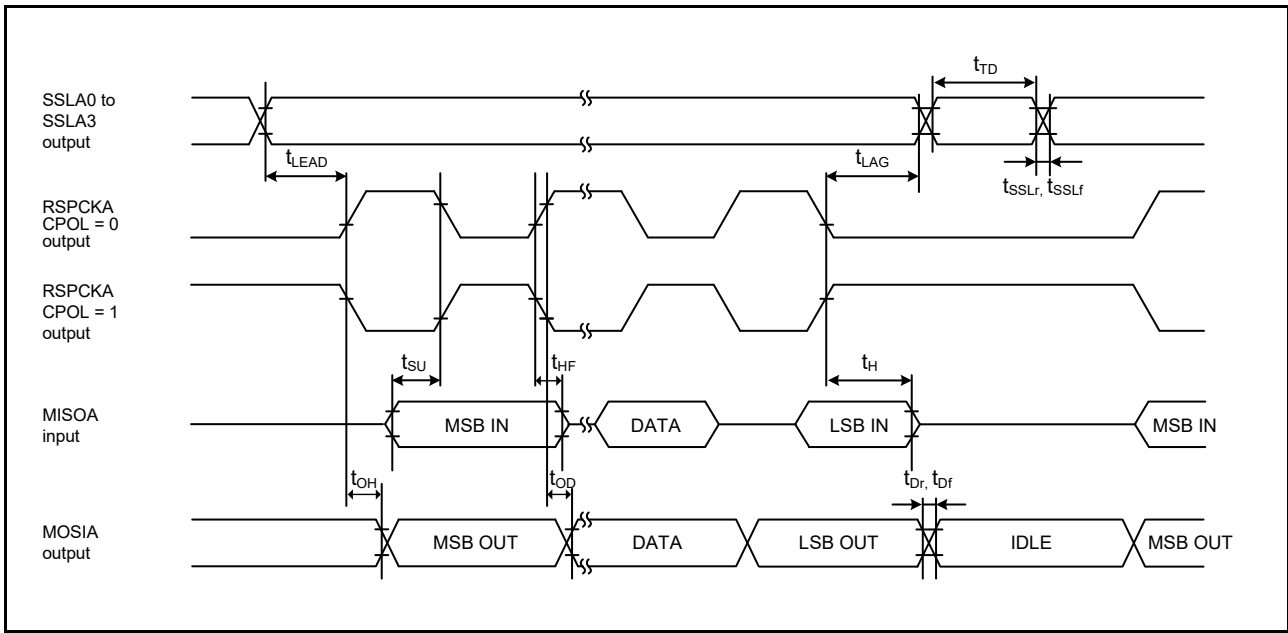 tTD
SSLA0 to
SSLA3
output
tLEAD
tLAG
tSSLr, tSSLf
RSPCKA
CPOL = 0
output
RSPCKA
CPOL = 1
output
tSU
tHF
tH
MISOA
input
MSB IN
DATA
LSB IN
MSB IN
tOH
tOD
tDr, tDf
MOSIA
output
MSB OUT
DATA
LSB OUT
IDLE
MSB OUT